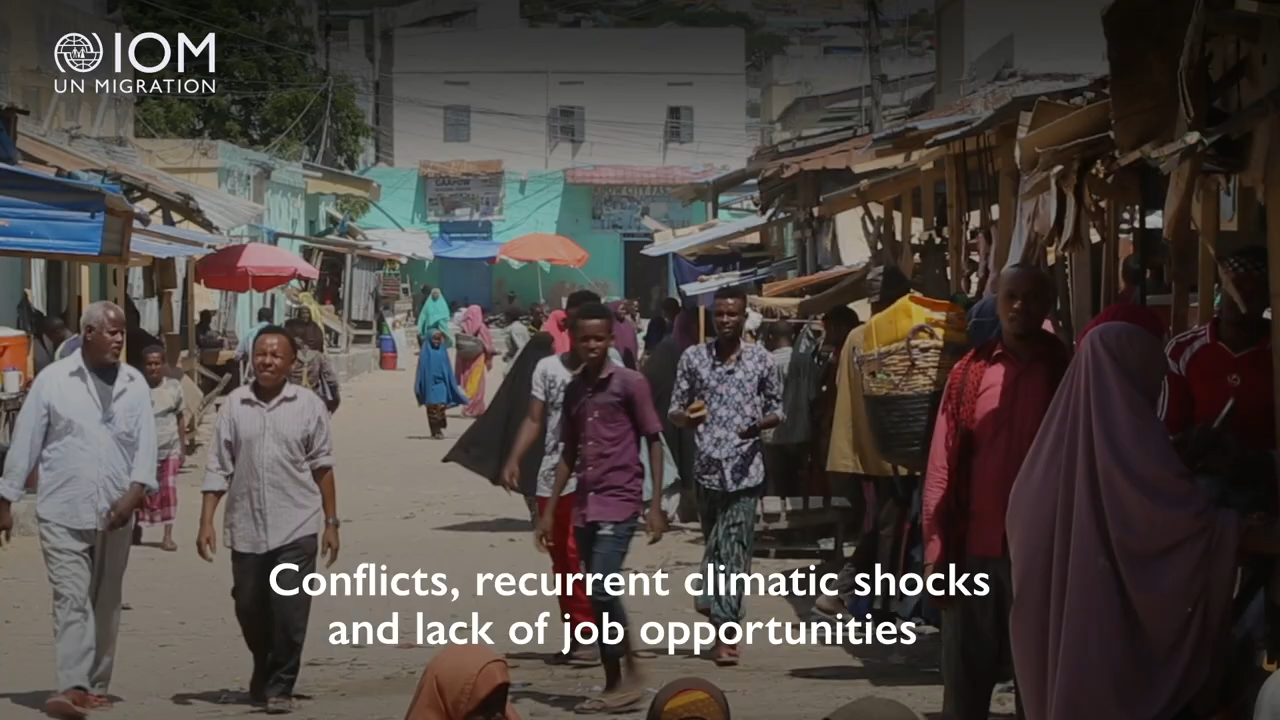 IOM
UN MIGRATION
Conflicts, recurrent climatic shocks
and lack of job opportunities